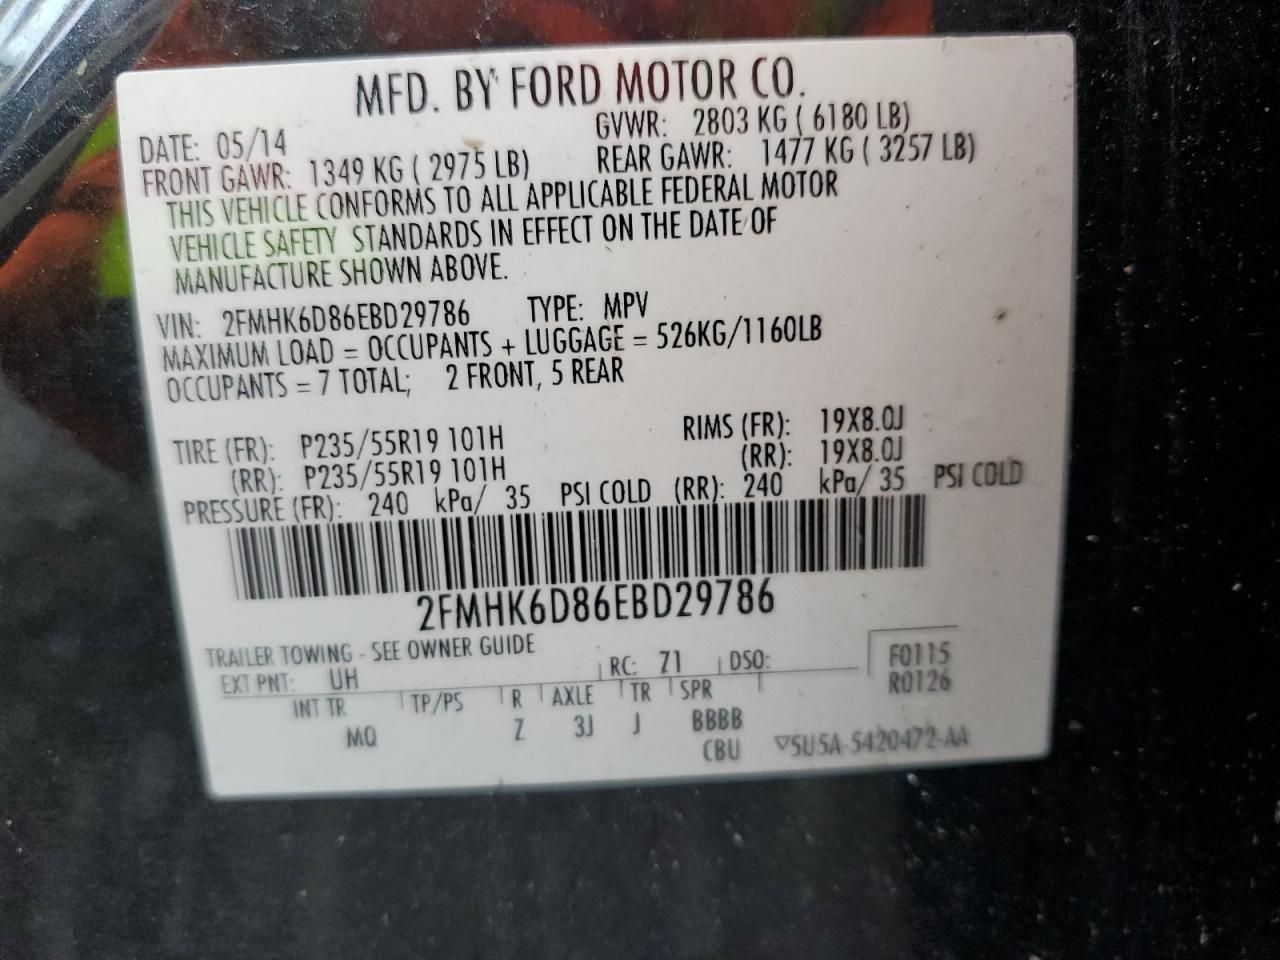 MFD. BY FORD MOTOR CO.
DATE: 05/14 GVWR: 2803 KG ( 6180 LB)
FRONT GAWR: 1349 KG ( 2975 LB) REAR GAWR: 1477 KG ( 3257 LB)
THIS VEHICLE CONFORMS TO ALL APPLICABLE FEDERAL MOTOR
VEHICLE SAFETY STANDARDS IN EFFECT ON THE DATE OF
MANUFACTURE SHOWN ABOVE.
VIN: 2FMHK6D86EBD29786 TYPE: MPV
MAXIMUM LOAD = OCCUPANTS + LUGGAGE = 526KG/1160LB
OCCUPANTS = 7 TOTAL; 2 FRONT, 5 REAR
TIRE (FR): P235/55R19 101H RIMS (FR): 19X8.0J
(RR): P235/55R19 101H (RR): 19X8.0J
PRESSURE (FR): 240 kPa/ 35 PSI COLD (RR): 240 kPa/ 35 PSI COLD
2FMHK6D86EBD29786
TRAILER TOWING - SEE OWNER GUIDE
EXT PNT: UH RC: 71 DSO: F0115
R0126
INT TR TP/PS R AXLE TR SPR
MQ Z 3J J BBBB
CBU ▽5U5A-5420472-AA